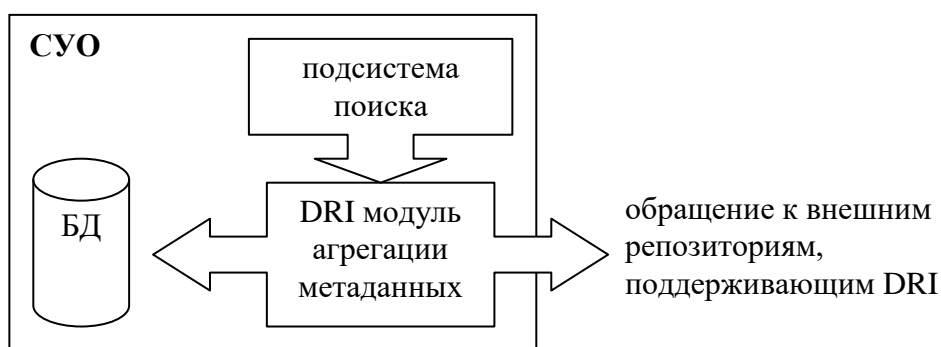 СУО
подсистема
поиска
БД
DRI модуль
агрегации
метаданных
обращение к внешним
репозиториям,
поддерживающим DRI